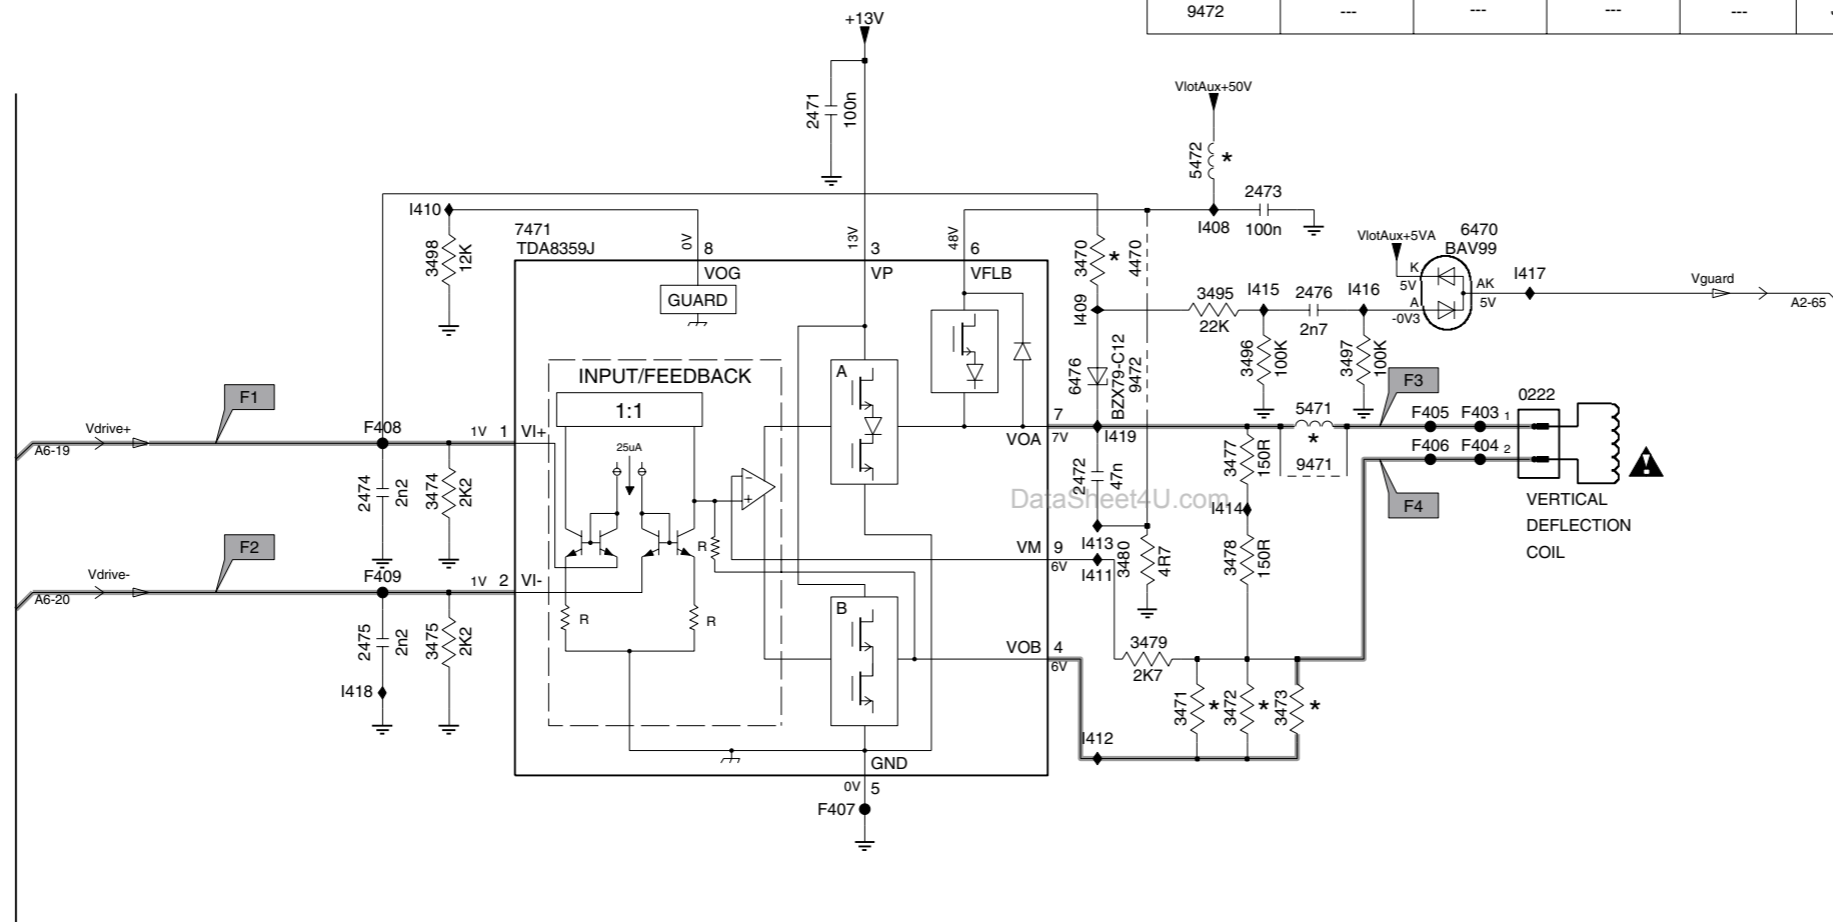 9472 --- --- --- ---
+13V
2471
100n
VlotAux+50V
5472
*
2473
100n
I408
I410
3498
12K
7471
TDA8359J
0V
8
13V
3
48V
6
VOG
VP
VFLB
GUARD
3470
*
4470
I409
3495
22K
I415
2476
2n7
I416
VlotAux+5VA
6470
BAV99
K
5V
A
-0V3
AK
5V
I417
Vguard
A2-65
3496
100K
3497
100K
6476
BZX79-C12
9472
INPUT/FEEDBACK
1:1
25uA
A
F1
Vdrive+
A6-19
F408
1V
1
VI+
2474
2n2
3474
2K2
7
VOA
7V
I419
2472
47n
3477
150R
5471
*
9471
F3
F405
F403
1
0222
F406
F404
2
F4
VERTICAL
DEFLECTION
COIL
DataSheet4U.com
I414
-
+
R
VM
9
6V
I413
I411
3480
4R7
3478
150R
F2
Vdrive-
A6-20
F409
1V
2
VI-
2475
2n2
3475
2K2
I418
R
R
B
VOB
4
6V
3479
2K7
3471
*
3472
*
3473
*
I412
GND
0V
5
F407